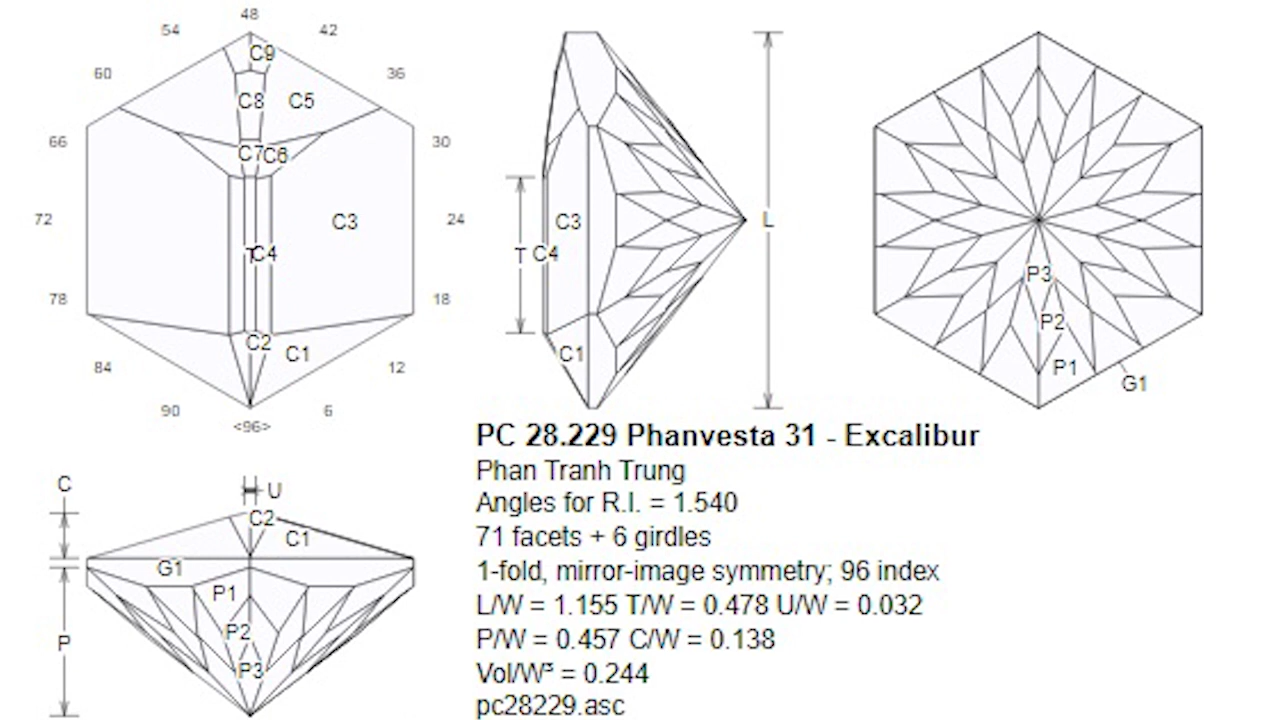 48
54 42
C9
60 36
C8 C5
66 30
C7 C6
72 24
C3
T C4
78 18
C2 C1
84 12
90 6
<96>
C3
T C4
C1
L
P3
P2
P1
G1
PC 28.229 Phanvesta 31 - Excalibur
Phan Tranh Trung
Angles for R.I. = 1.540
71 facets + 6 girdles
1-fold, mirror-image symmetry; 96 index
L/W = 1.155 T/W = 0.478 U/W = 0.032
P/W = 0.457 C/W = 0.138
Vol/W³ = 0.244
pc28229.asc
C U
C2
C1
G1
P1
P2
P
P3